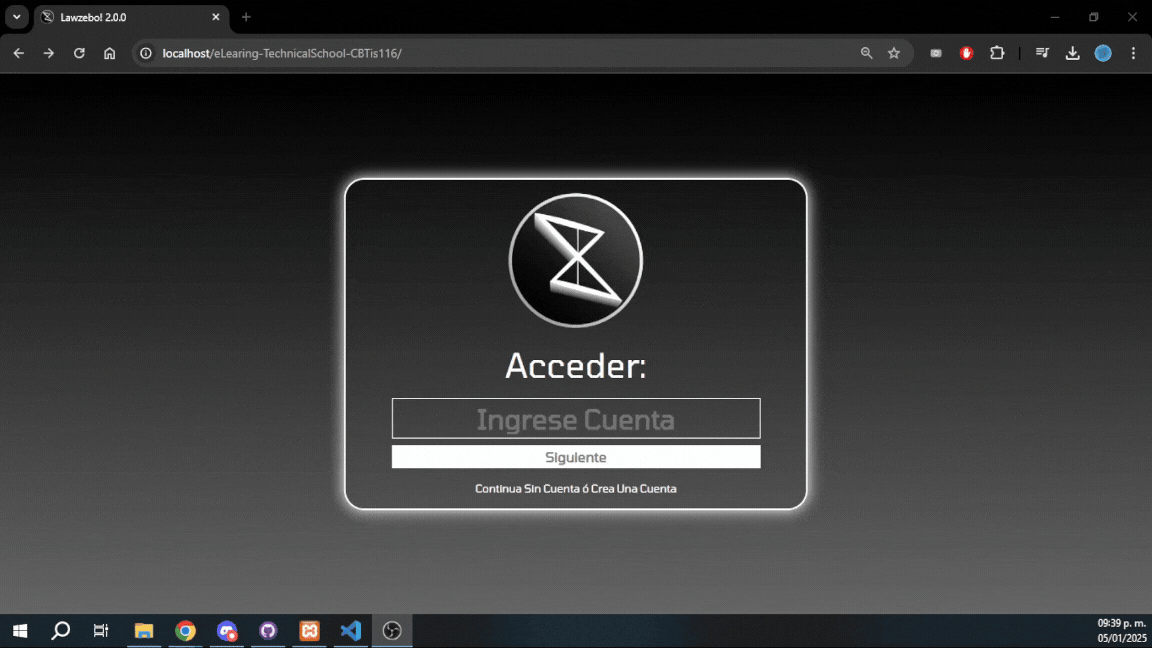 Lawzebo! 2.0.0
localhost/eLearing-TechnicalSchool-CBTis116/
Acceder:
Ingrese Cuenta
Siguiente
Continua Sin Cuenta ó Crea Una Cuenta
09:39 p. m.
05/01/2025